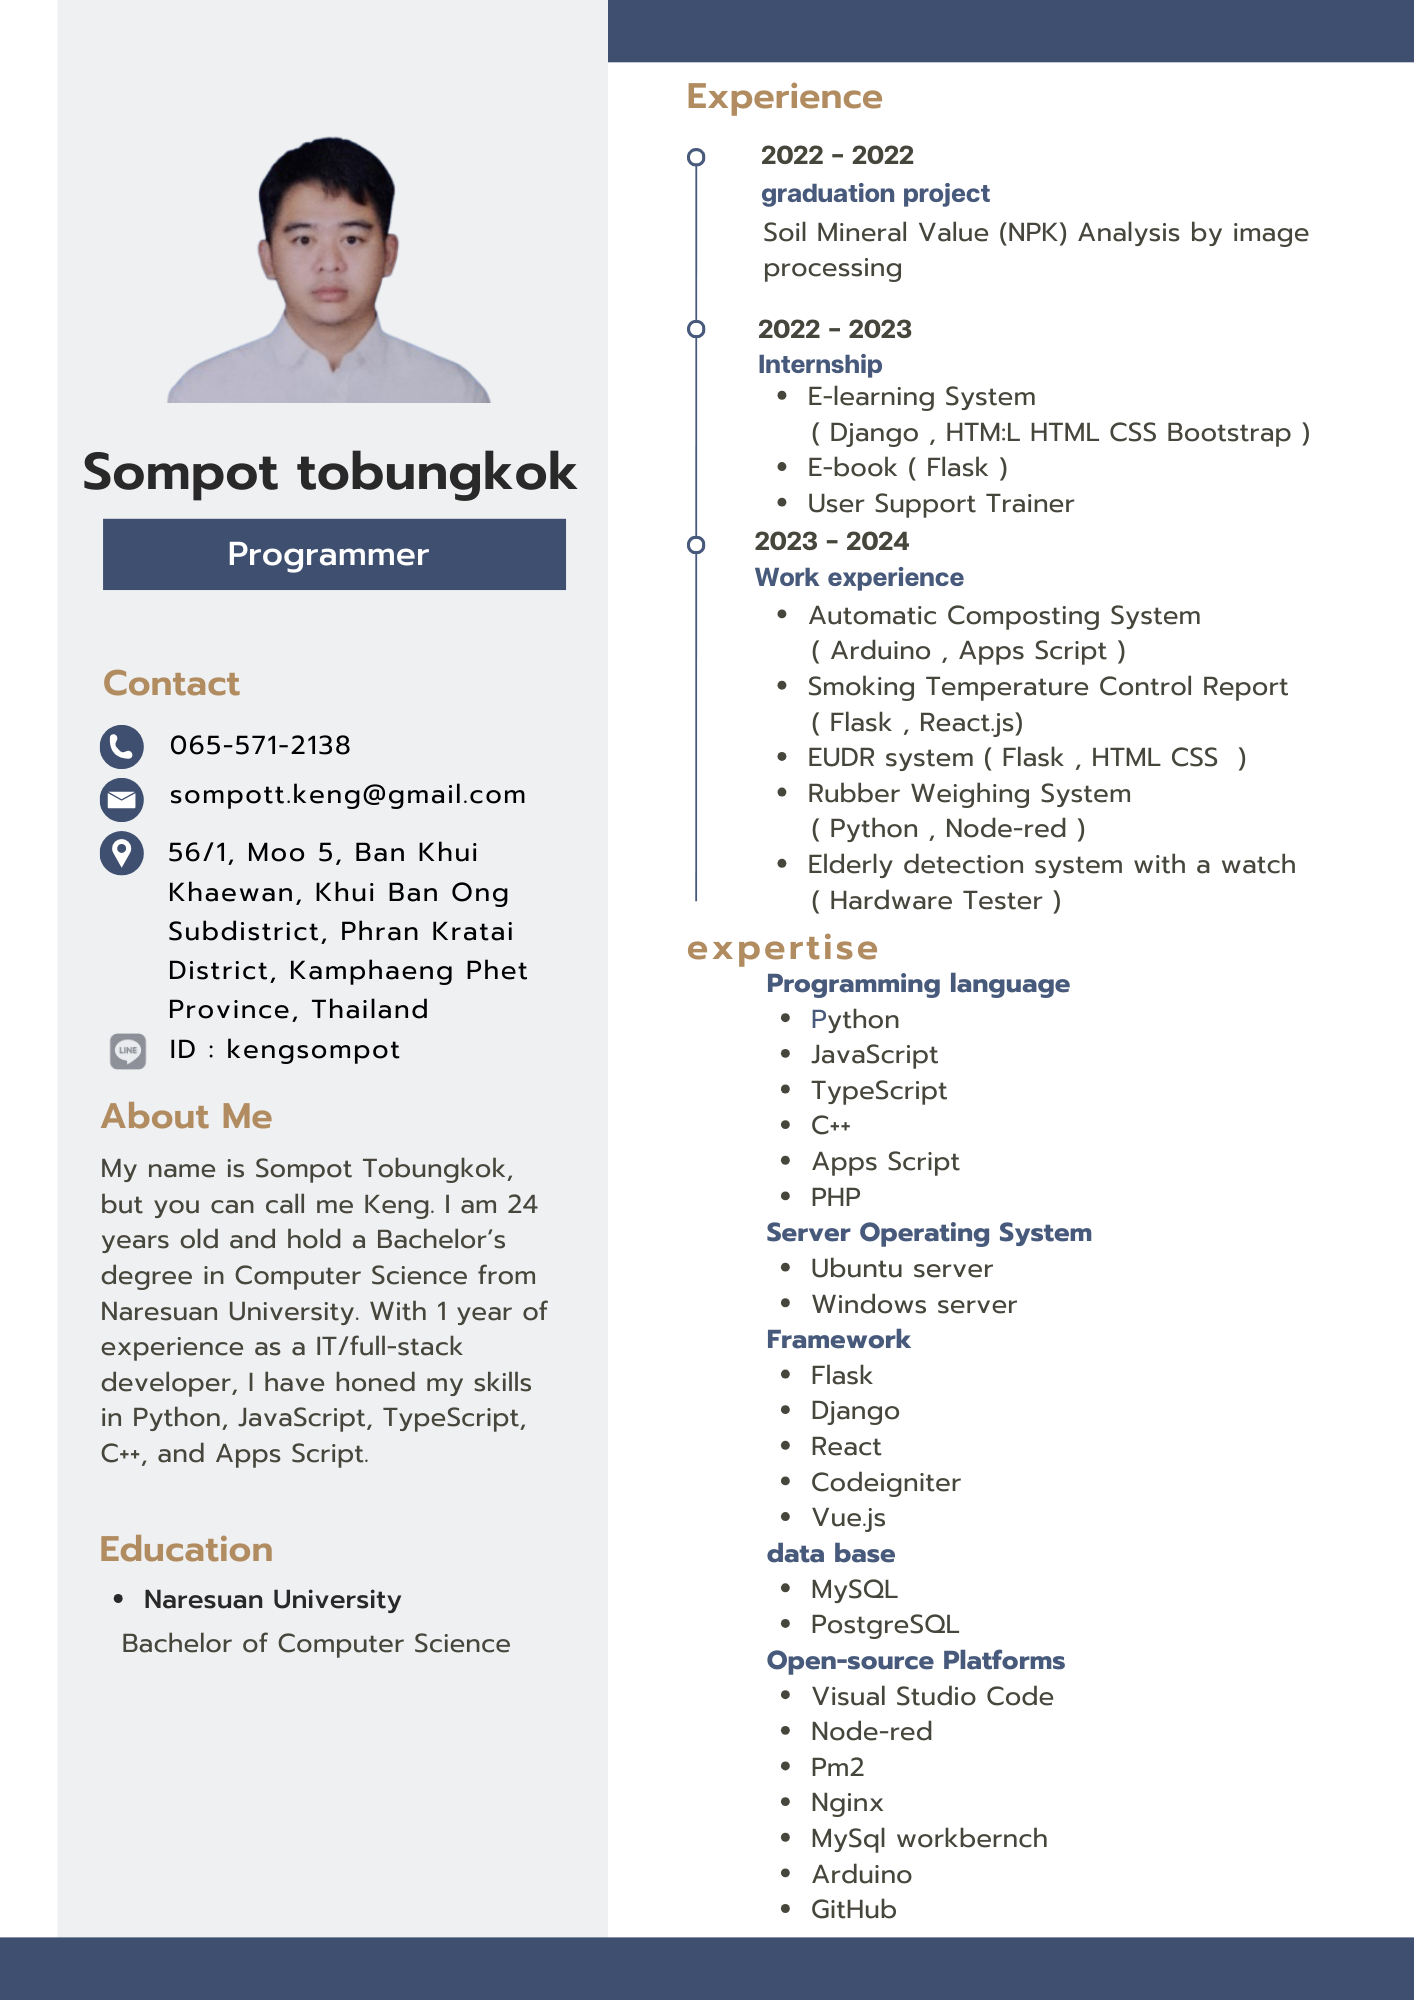 Sompot tobungkok
Programmer
Contact
065-571-2138
sompott.keng@gmail.com
56/1, Moo 5, Ban Khui
Khaewan, Khui Ban Ong
Subdistrict, Phran Kratai
District, Kamphaeng Phet
Province, Thailand
LINE
ID : kengsompot
About Me
My name is Sompot Tobungkok,
but you can call me Keng. I am 24
years old and hold a Bachelor’s
degree in Computer Science from
Naresuan University. With 1 year of
experience as a IT/full-stack
developer, I have honed my skills
in Python, JavaScript, TypeScript,
C++, and Apps Script.
Education
• Naresuan University
Bachelor of Computer Science
Experience
2022 - 2022
graduation project
Soil Mineral Value (NPK) Analysis by image
processing
2022 - 2023
Internship
• E-learning System
( Django , HTM:L HTML CSS Bootstrap )
• E-book ( Flask )
• User Support Trainer
2023 - 2024
Work experience
• Automatic Composting System
( Arduino , Apps Script )
• Smoking Temperature Control Report
( Flask , React.js)
• EUDR system ( Flask , HTML CSS  )
• Rubber Weighing System
( Python , Node-red )
• Elderly detection system with a watch
( Hardware Tester )
expertise
Programming language
• Python
• JavaScript
• TypeScript
• C++
• Apps Script
• PHP
Server Operating System
• Ubuntu server
• Windows server
Framework
• Flask
• Django
• React
• Codeigniter
• Vue.js
data base
• MySQL
• PostgreSQL
Open-source Platforms
• Visual Studio Code
• Node-red
• Pm2
• Nginx
• MySql workbernch
• Arduino
• GitHub